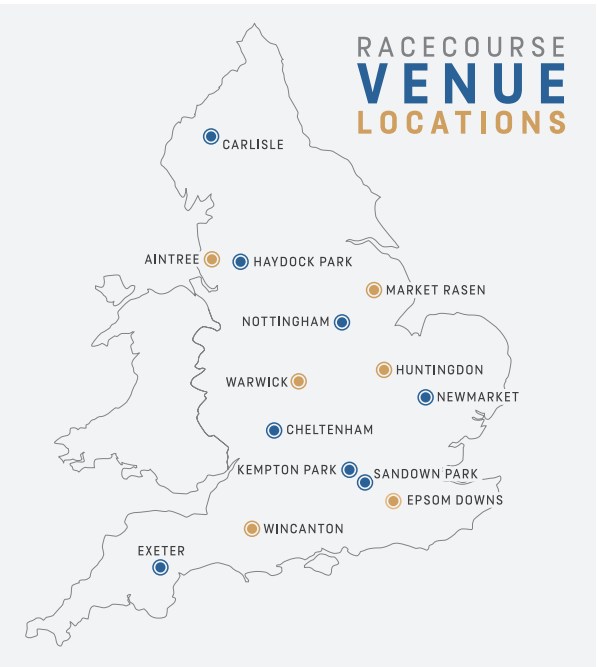 RACECOURSE
VENUE
LOCATIONS
CARLISLE
AINTREE
HAYDOCK PARK
MARKET RASEN
NOTTINGHAM
HUNTINGDON
WARWICK
NEWMARKET
CHELTENHAM
KEMPTON PARK
SANDOWN PARK
EPSOM DOWNS
WINCANTON
EXETER